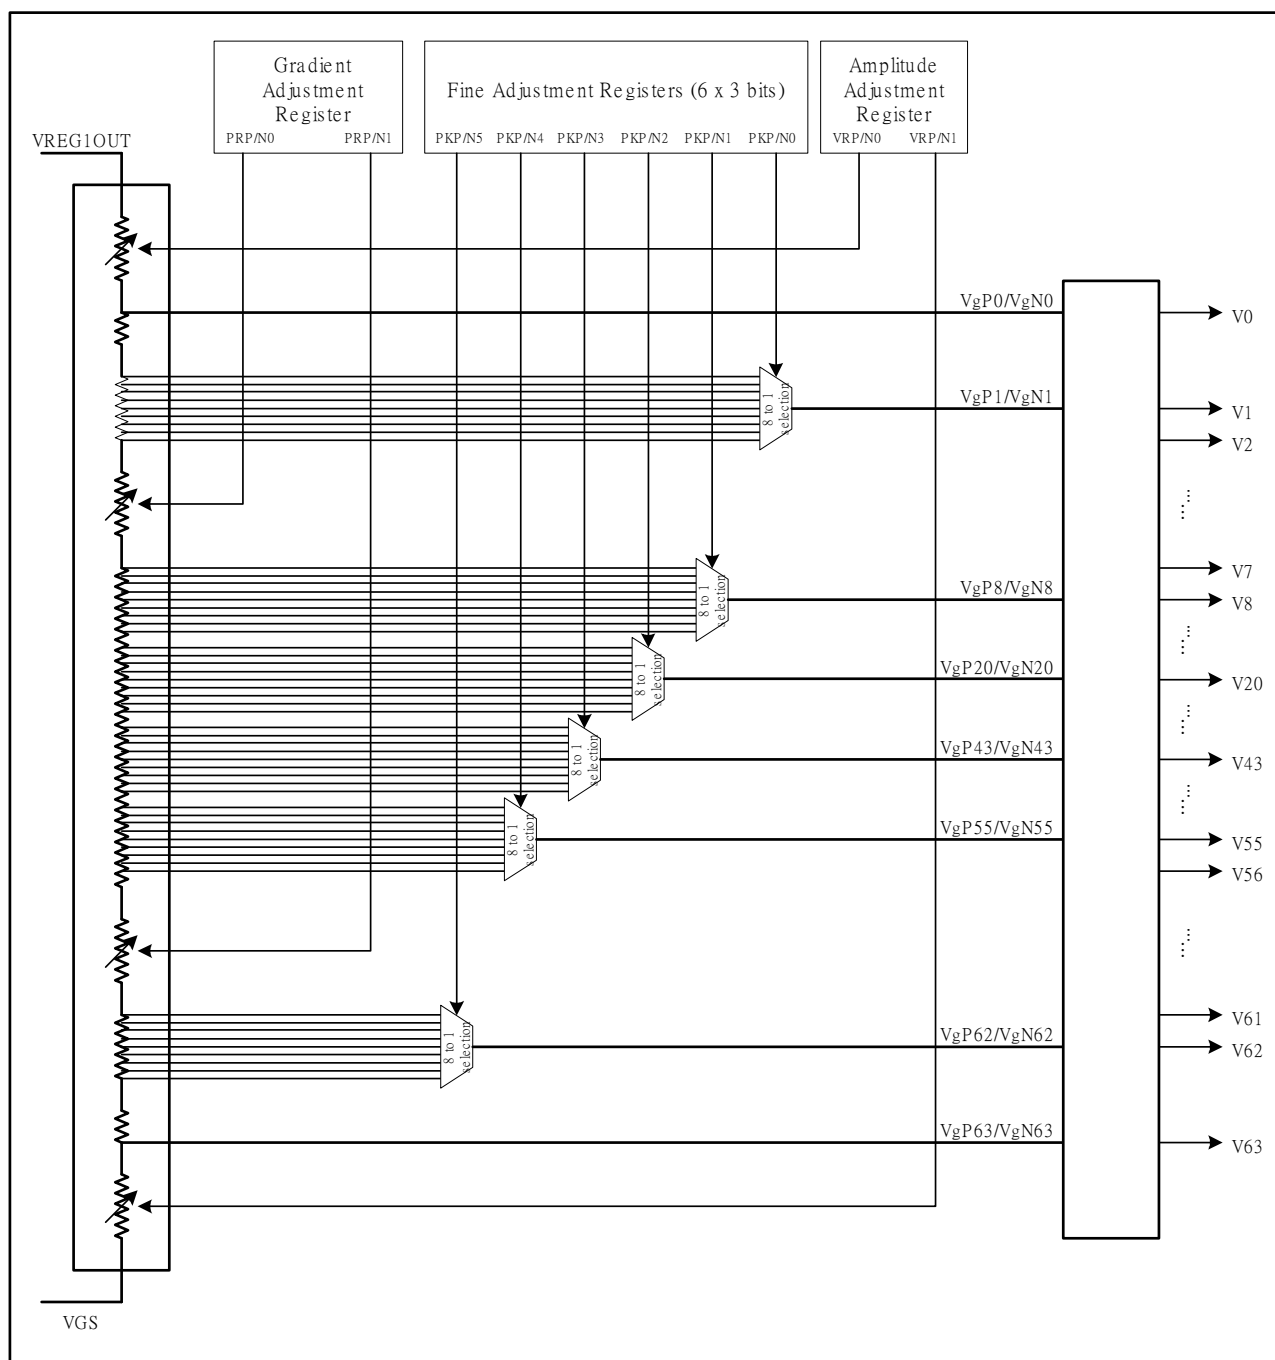 Gradient
Adjustment
Register
PRP/N0 PRP/N1
Fine Adjustment Registers (6 x 3 bits)
PKP/N5 PKP/N4 PKP/N3 PKP/N2 PKP/N1 PKP/N0
Amplitude
Adjustment
Register
VRP/N0 VRP/N1
VREG1OUT
VgP0/VgN0
V0
8 to 1
selection
VgP1/VgN1
V1
V2
V7
8 to 1
selection
VgP8/VgN8
V8
8 to 1
selection
VgP20/VgN20
V20
8 to 1
selection
VgP43/VgN43
V43
8 to 1
selection
VgP55/VgN55
V55
V56
V61
8 to 1
selection
VgP62/VgN62
V62
VgP63/VgN63
V63
VGS